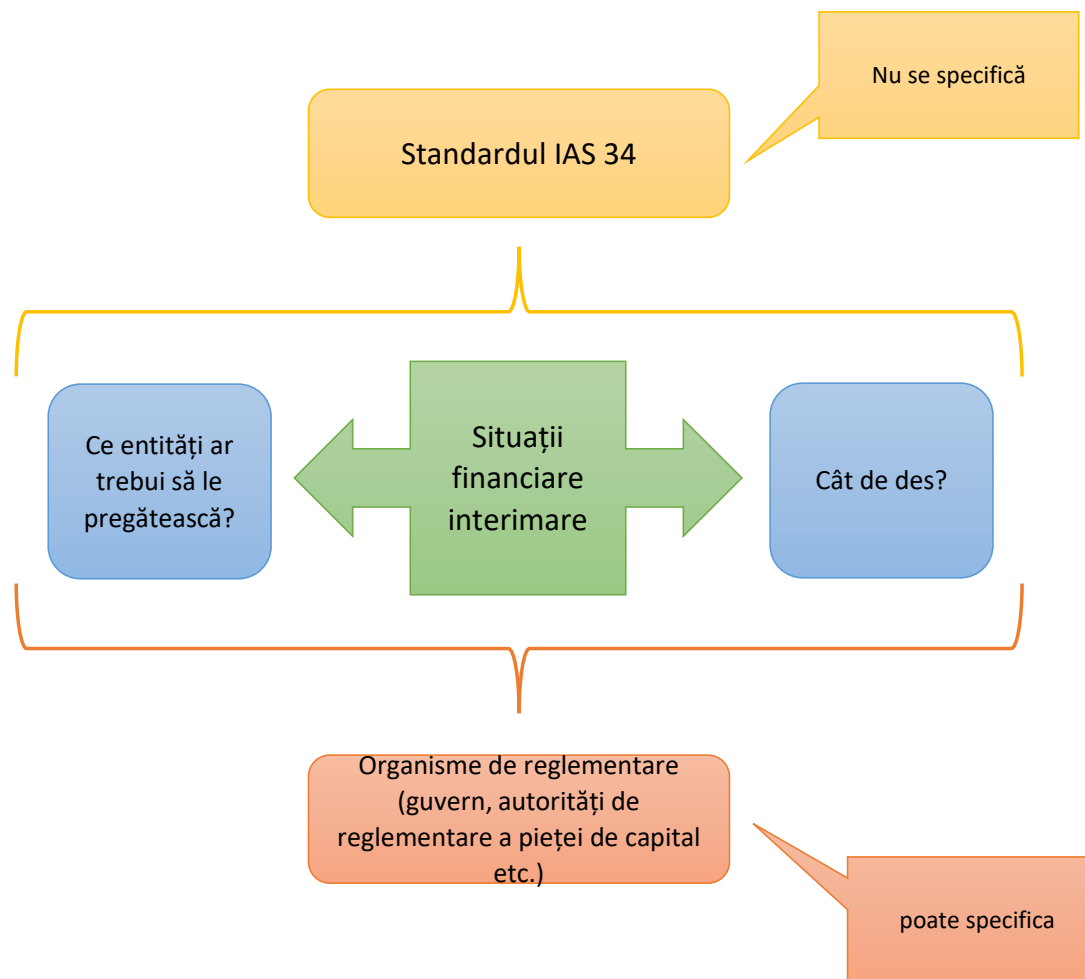 Nu se specifică
Standardul IAS 34
Ce entități ar
trebui să le
pregătească?
Situații
financiare
interimare
Cât de des?
Organisme de reglementare
(guvern, autorități de
reglementare a pieței de capital
etc.)
poate specifica